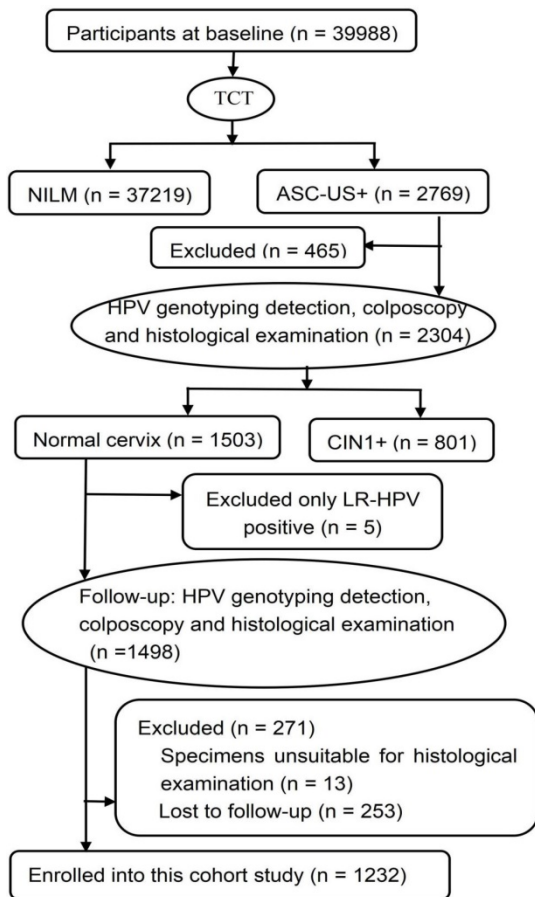 Participants at baseline (n = 39988)
TCT
NILM (n = 37219)
ASC-US+ (n = 2769)
Excluded (n = 465)
HPV genotyping detection, colposcopy
and histological examination (n = 2304)
Normal cervix (n = 1503)
CIN1+ (n = 801)
Excluded only LR-HPV
positive (n = 5)
Follow-up: HPV genotyping detection,
colposcopy and histological examination
(n =1498)
Excluded (n = 271)
Specimens unsuitable for histological
examination (n = 13)
Lost to follow-up (n = 253)
Enrolled into this cohort study (n = 1232)